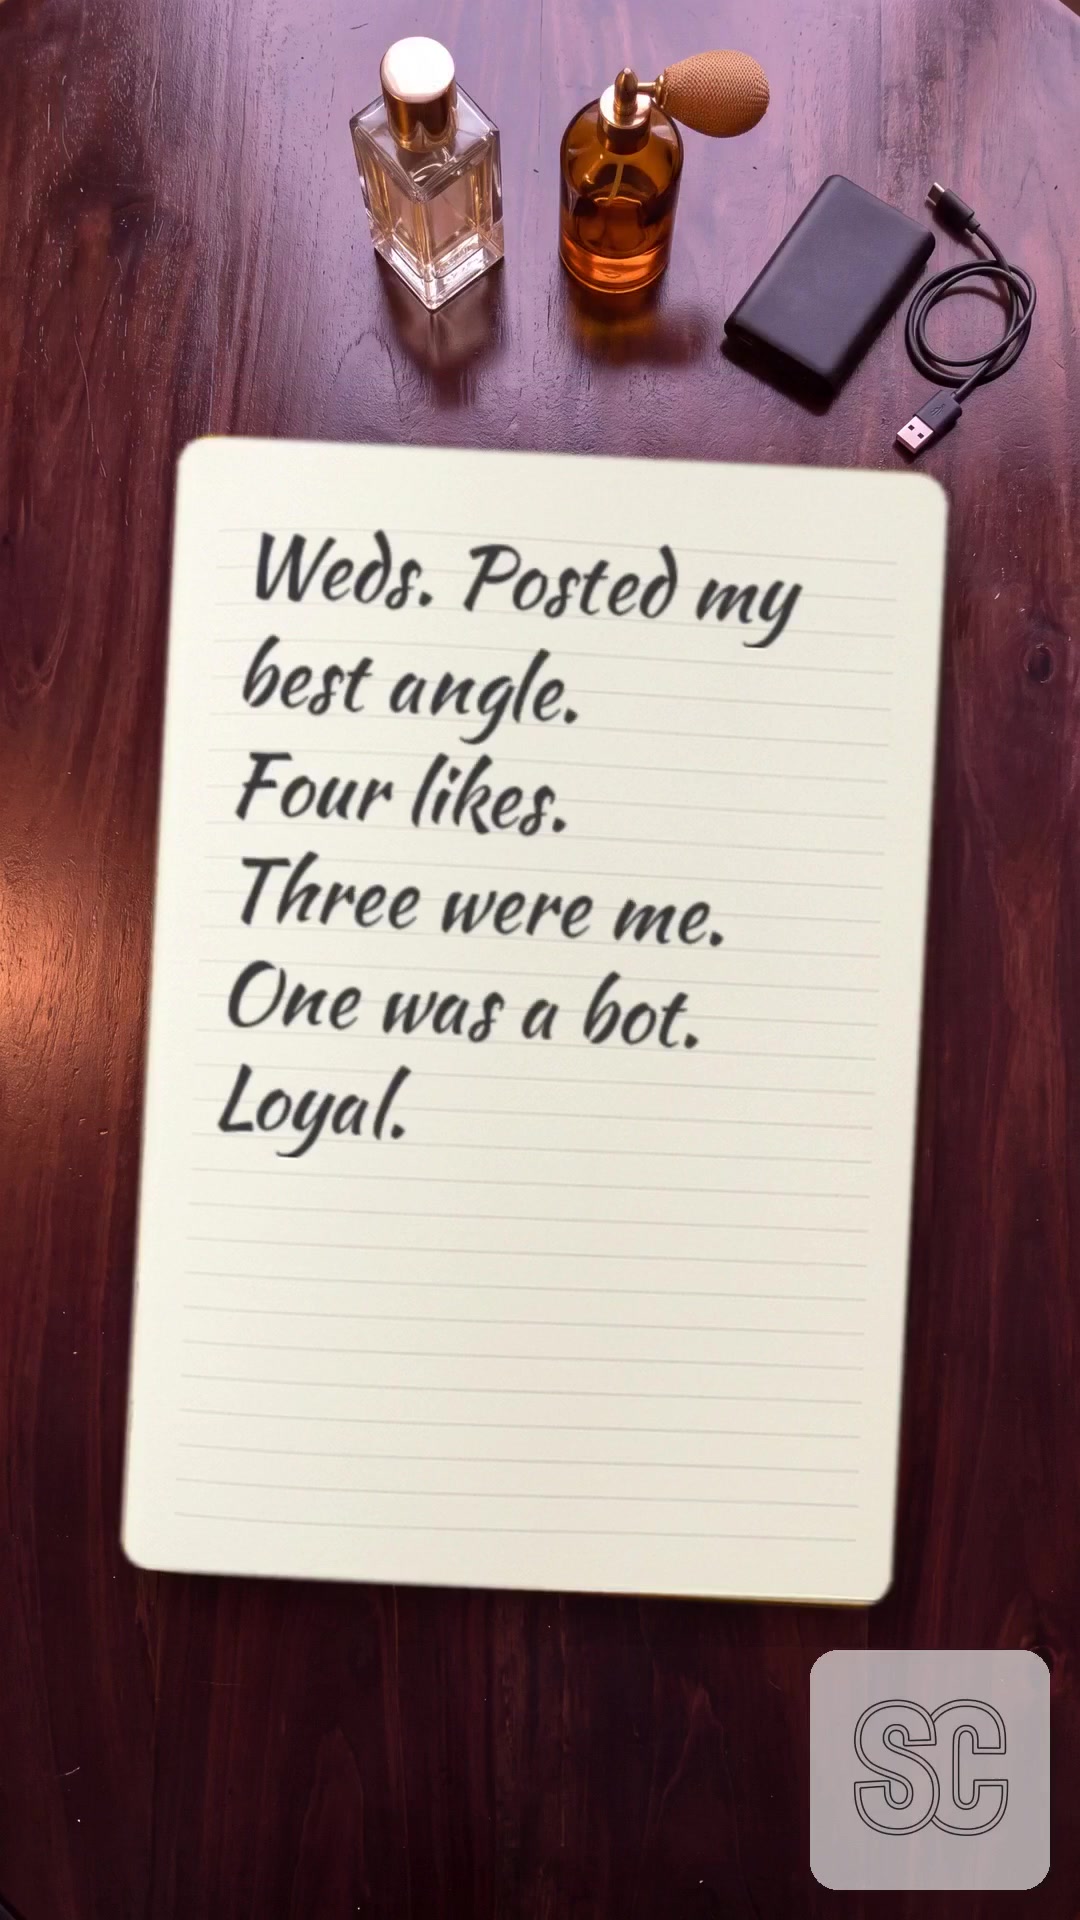 Weds. Posted my
best angle.
Four likes.
Three were me.
One was a bot.
Loyal.
SC